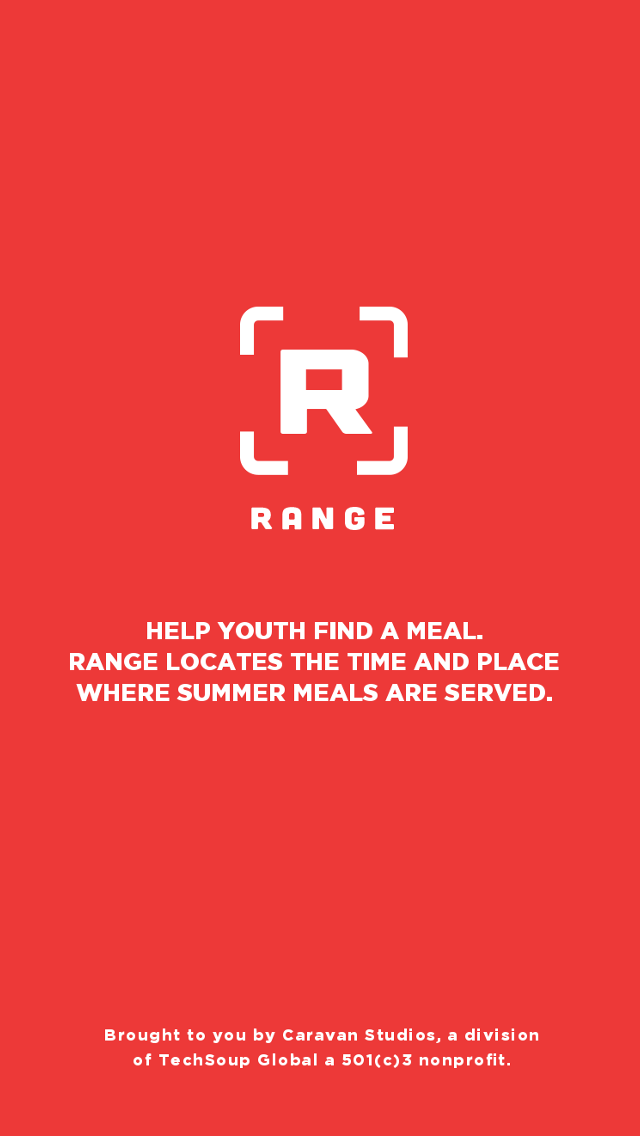 R
RANGE
HELP YOUTH FIND A MEAL.
RANGE LOCATES THE TIME AND PLACE
WHERE SUMMER MEALS ARE SERVED.
Brought to you by Caravan Studios, a division
of TechSoup Global a 501(c)3 nonprofit.